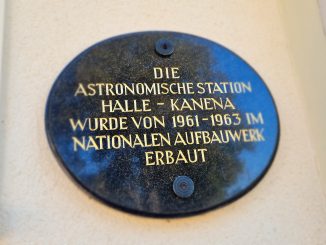 DIE
ASTRONOMISCHE STATION
HALLE - KANENA
WURDE VON 1961-1963 IM
NATIONALEN AUFBAUWERK
ERBAUT